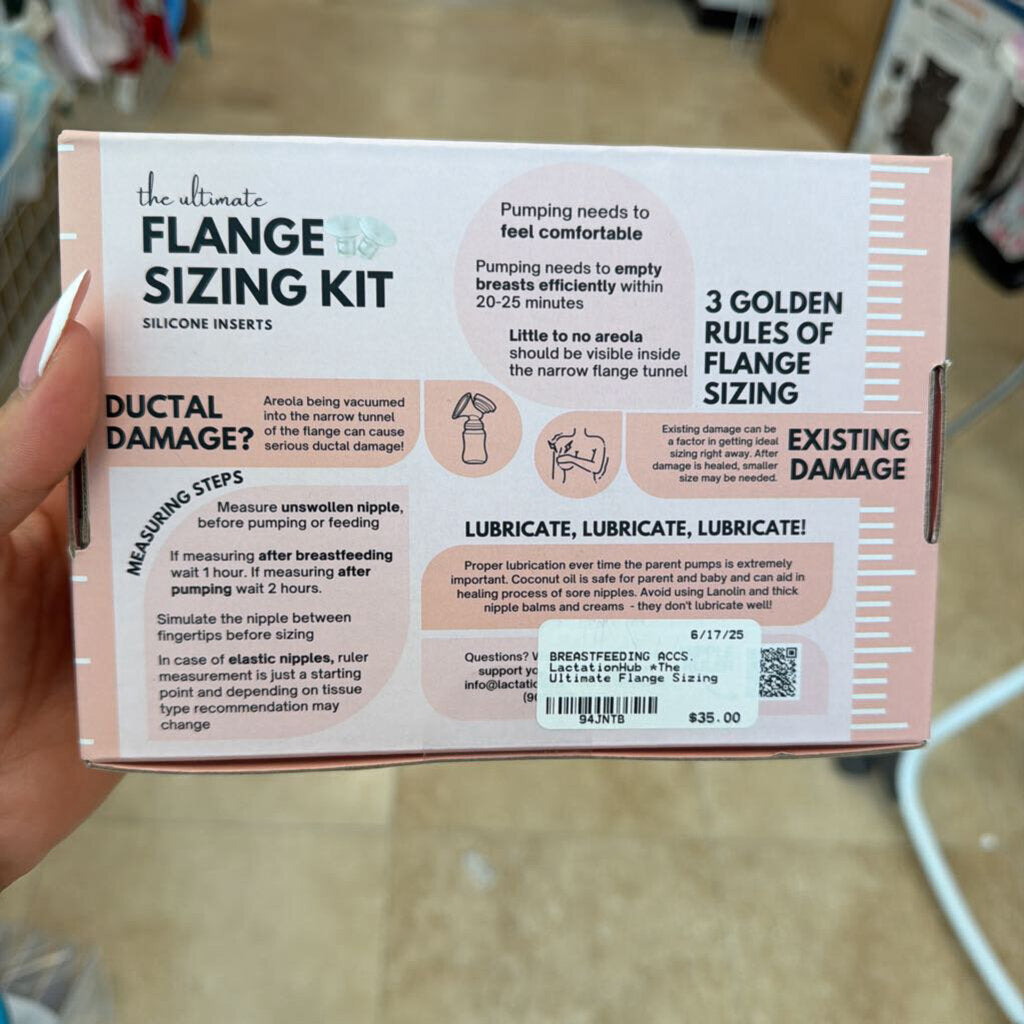 the ultimate
FLANGE
SIZING KIT
SILICONE INSERTS
Pumping needs to
feel comfortable
Pumping needs to empty
breasts efficiently within
20-25 minutes
Little to no areola
should be visible inside
the narrow flange tunnel
3 GOLDEN
RULES OF
FLANGE
SIZING
DUCTAL
DAMAGE?
Areola being vacuumed
into the narrow tunnel
of the flange can cause
serious ductal damage!
Existing damage can be
a factor in getting ideal
sizing right away. After
damage is healed, smaller
size may be needed.
EXISTING
DAMAGE
MEASURING STEPS
Measure unswollen nipple,
before pumping or feeding
If measuring after breastfeeding
wait 1 hour. If measuring after
pumping wait 2 hours.
Simulate the nipple between
fingertips before sizing
In case of elastic nipples, ruler
measurement is just a starting
point and depending on tissue
type recommendation may
change
LUBRICATE, LUBRICATE, LUBRICATE!
Proper lubrication ever time the parent pumps is extremely
important. Coconut oil is safe for parent and baby and can aid in
healing process of sore nipples. Avoid using Lanolin and thick
nipple balms and creams - they don't lubricate well!
Questions?
support
6/17/25
BREASTFEEDING ACCS.
LactationHub *The
Ultimate Flange Sizing
94JNTB
$35.00